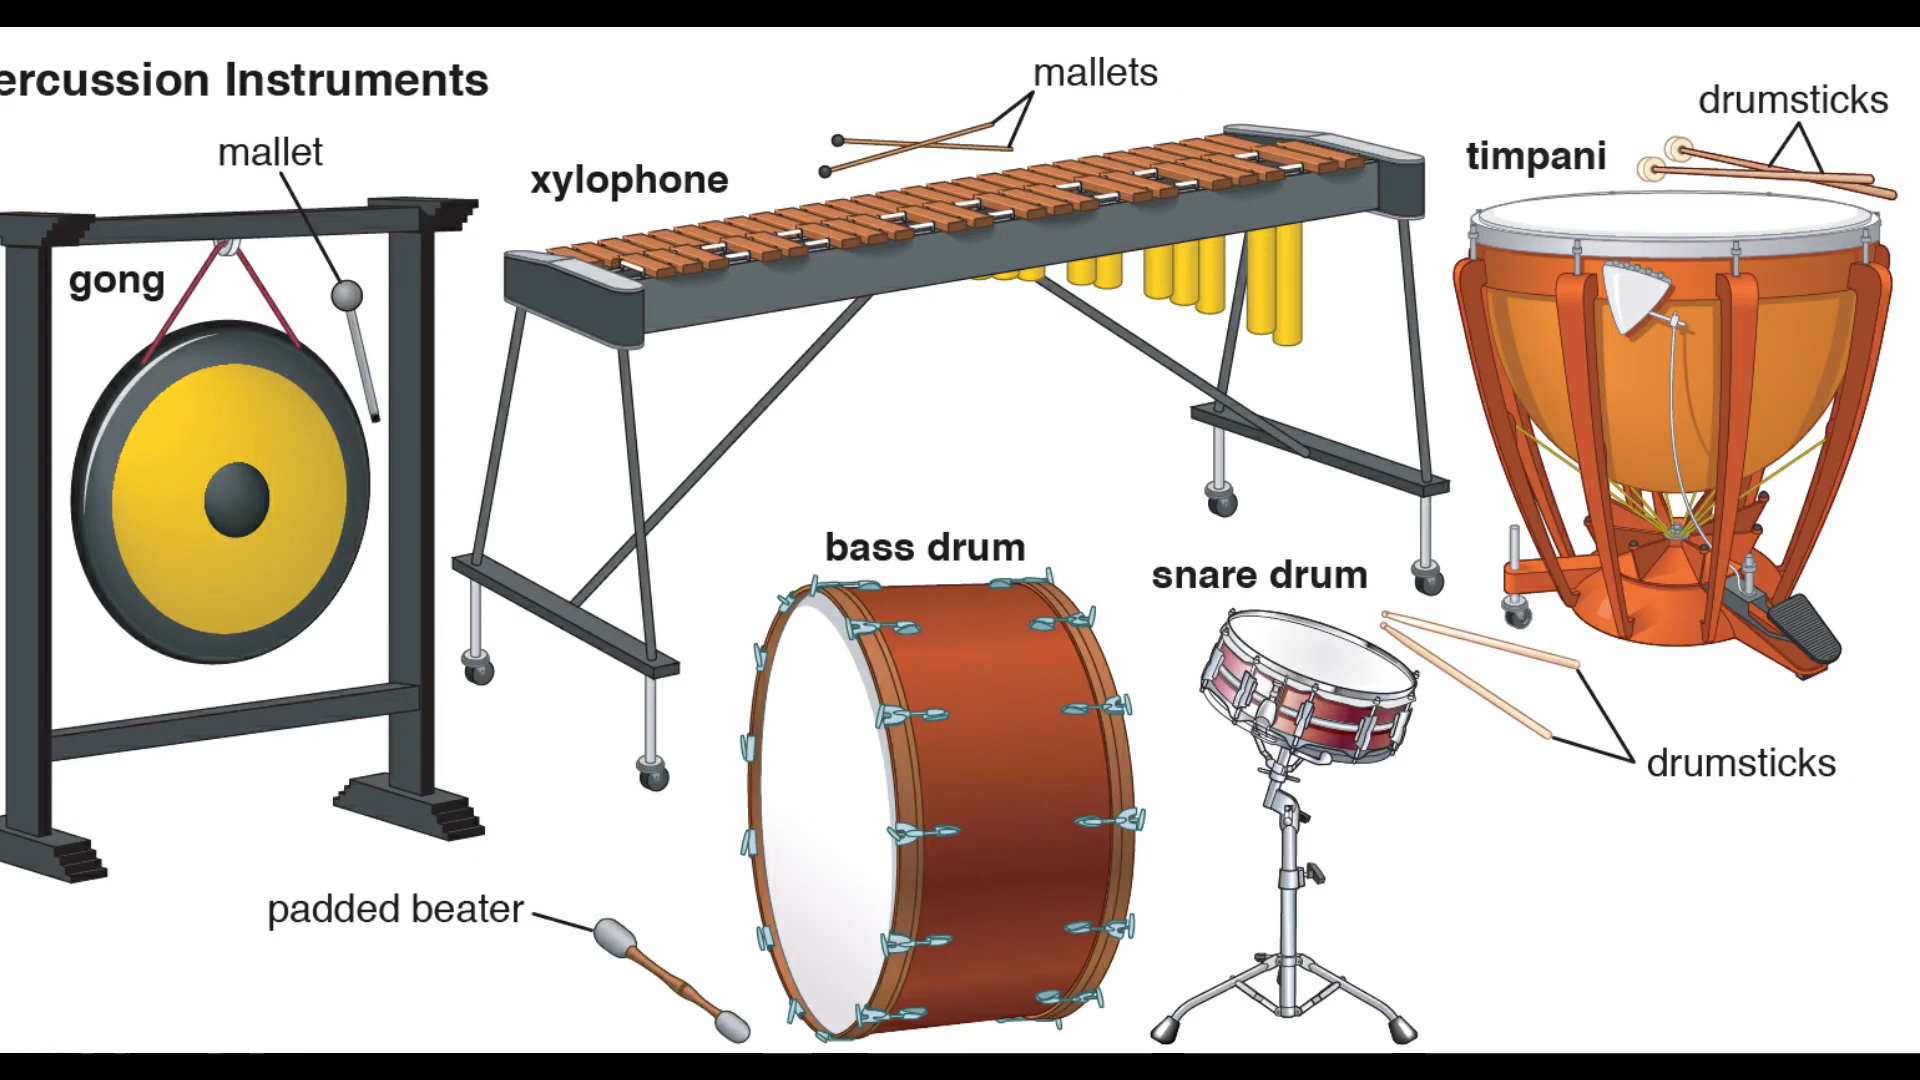 ercussion Instruments
mallet
gong
xylophone
mallets
timpani
drumsticks
bass drum
snare drum
drumsticks
padded beater